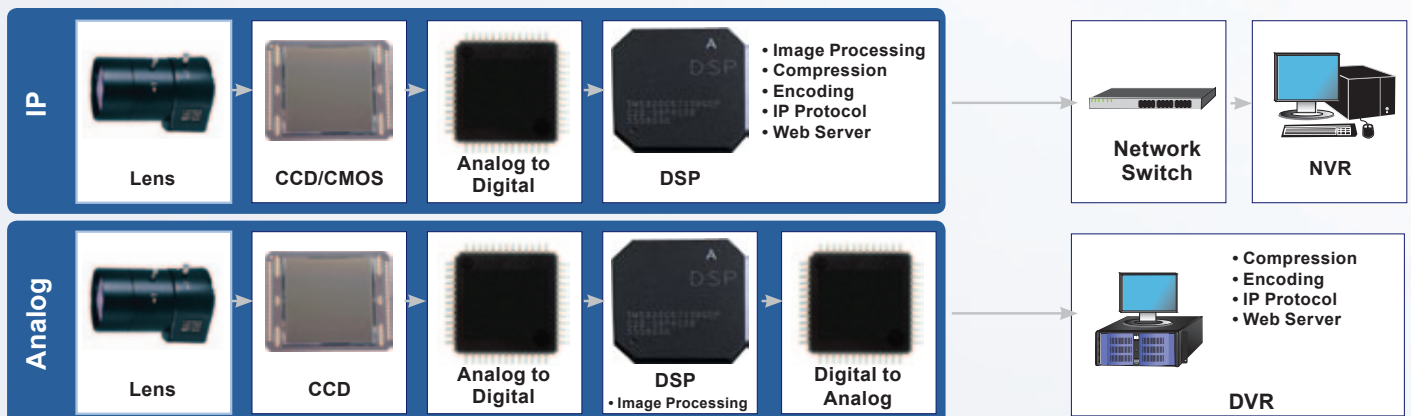 IP
Lens
CCD/CMOS
Analog to
Digital
A
DSP
DSP
• Image Processing
• Compression
• Encoding
• IP Protocol
• Web Server
Network
Switch
NVR
Analog
Lens
CCD
Analog to
Digital
A
DSP
DSP
• Image Processing
Digital to
Analog
• Compression
• Encoding
• IP Protocol
• Web Server
DVR